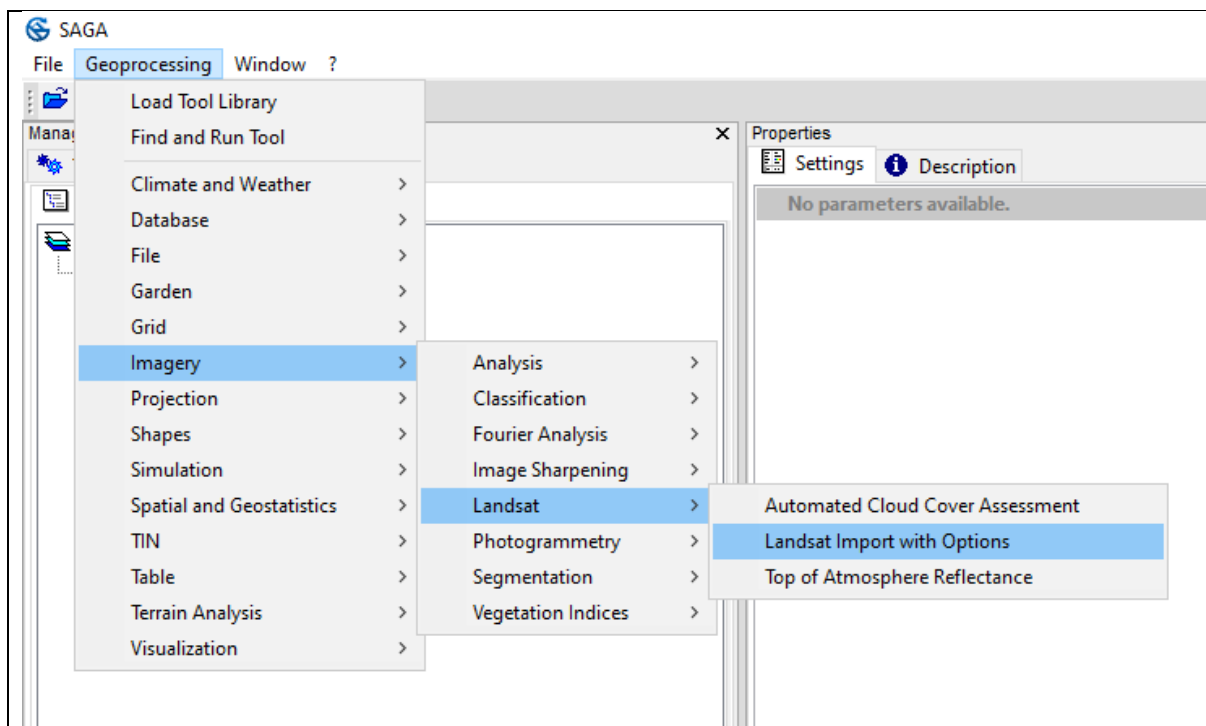 SAGA
File Geoprocessing Window ?
Load Tool Library
Find and Run Tool
Climate and Weather
Database
File
Garden
Grid
Imagery
Projection
Shapes
Simulation
Spatial and Geostatistics
TIN
Table
Terrain Analysis
Visualization
Analysis
Classification
Fourier Analysis
Image Sharpening
Landsat
Photogrammetry
Segmentation
Vegetation Indices
Automated Cloud Cover Assessment
Landsat Import with Options
Top of Atmosphere Reflectance
Properties
Settings Description
No parameters available.